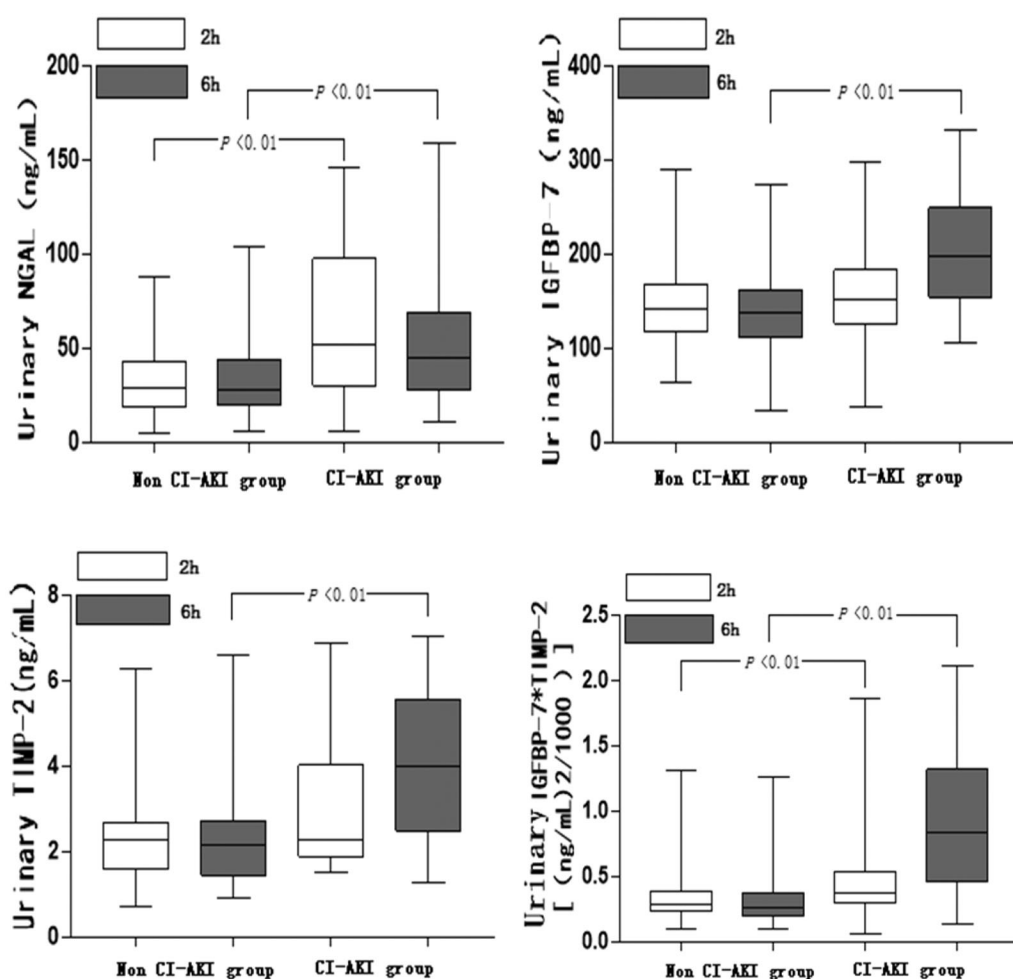 2h
6h
Urinary NGAL (ng/mL)
200
150
100
50
0
P <0.01
P <0.01
Non CI-AKI group
CI-AKI group
2h
6h
Urinary IGFBP-7 (ng/mL)
400
300
200
100
0
P <0.01
Non CI-AKI group
CI-AKI group
2h
6h
Urinary TIMP-2(ng/mL)
8
6
4
2
0
P <0.01
Non CI-AKI group
CI-AKI group
2h
6h
Urinary IGFBP-7*TIMP-2
[ (ng/mL)2/1000 ) ]
2.5
2.0
1.5
1.0
0.5
0.0
P <0.01
P <0.01
Non CI-AKI group
CI-AKI group